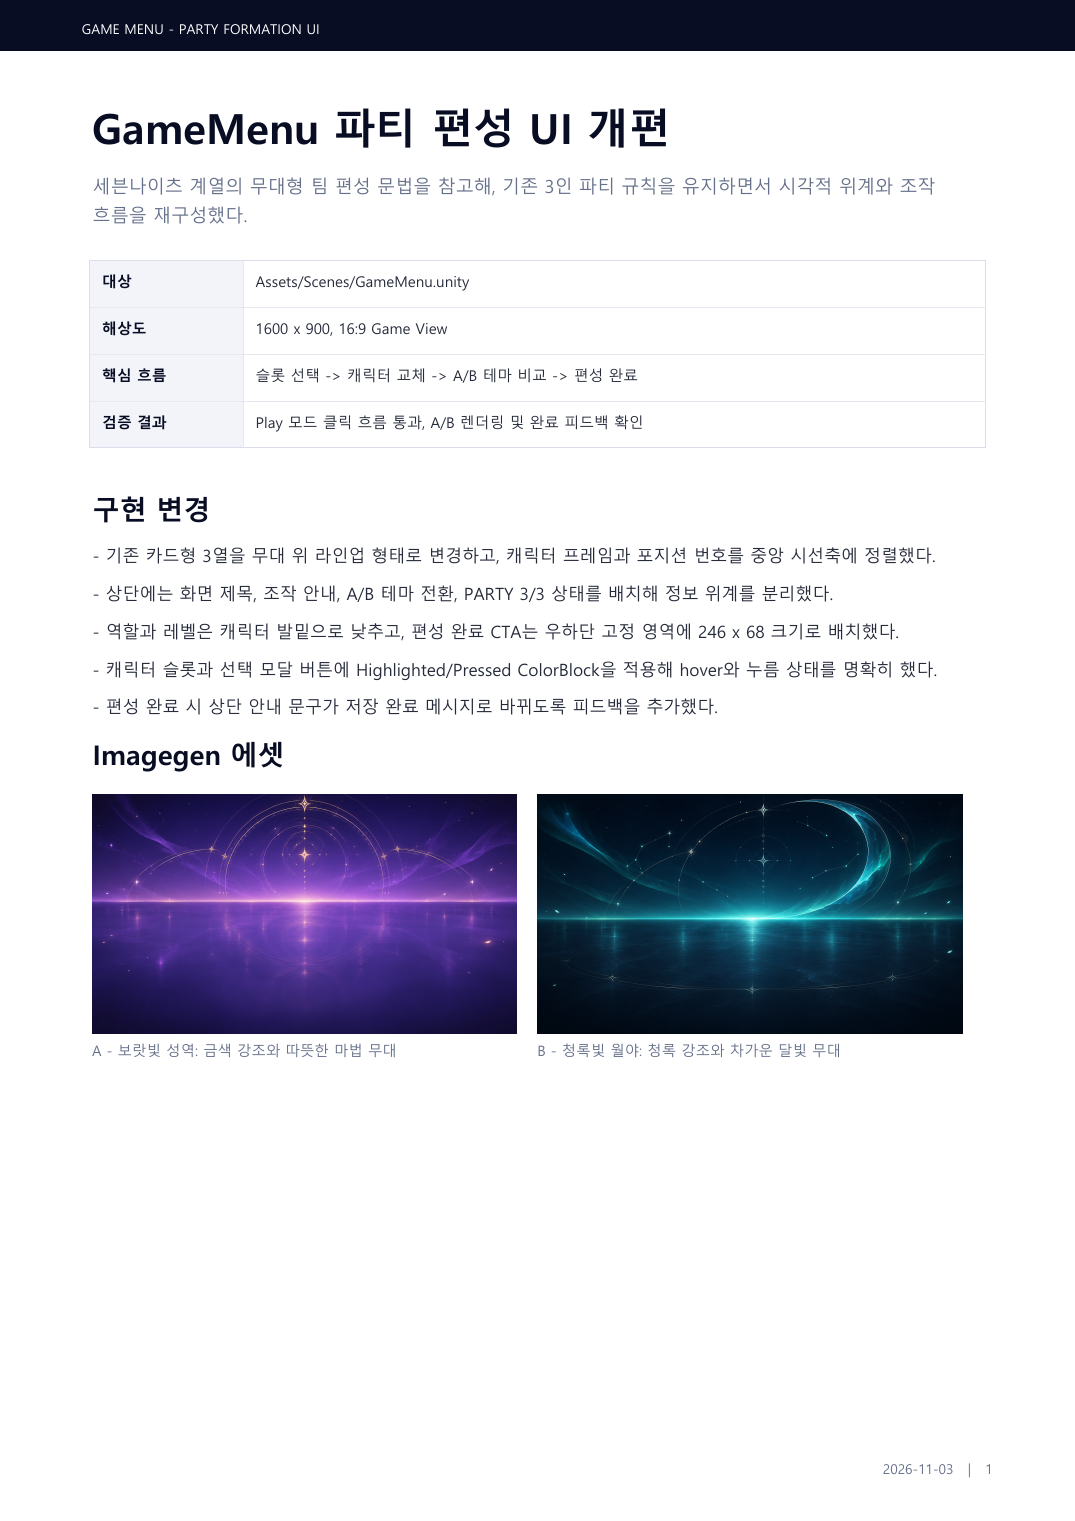 GAME MENU - PARTY FORMATION UI
GameMenu 파티 편성 UI 개편
세븐나이츠 계열의 무대형 팀 편성 문법을 참고해, 기존 3인 파티 규칙을 유지하면서 시각적 위계와 조작
흐름을 재구성했다.
대상 Assets/Scenes/GameMenu.unity
해상도 1600 x 900, 16:9 Game View
핵심 흐름 슬롯 선택 -> 캐릭터 교체 -> A/B 테마 비교 -> 편성 완료
검증 결과 Play 모드 클릭 흐름 통과, A/B 렌더링 및 완료 피드백 확인
구현 변경
- 기존 카드형 3열을 무대 위 라인업 형태로 변경하고, 캐릭터 프레임과 포지션 번호를 중앙 시선축에 정렬했다.
- 상단에는 화면 제목, 조작 안내, A/B 테마 전환, PARTY 3/3 상태를 배치해 정보 위계를 분리했다.
- 역할과 레벨은 캐릭터 발밑으로 낮추고, 편성 완료 CTA는 우하단 고정 영역에 246 x 68 크기로 배치했다.
- 캐릭터 슬롯과 선택 모달 버튼에 Highlighted/Pressed ColorBlock을 적용해 hover와 누름 상태를 명확히 했다.
- 편성 완료 시 상단 안내 문구가 저장 완료 메시지로 바뀌도록 피드백을 추가했다.
Imagegen 에셋
A - 보랏빛 성역: 금색 강조와 따뜻한 마법 무대
B - 청록빛 월야: 청록 강조와 차가운 달빛 무대
2026-11-03 | 1